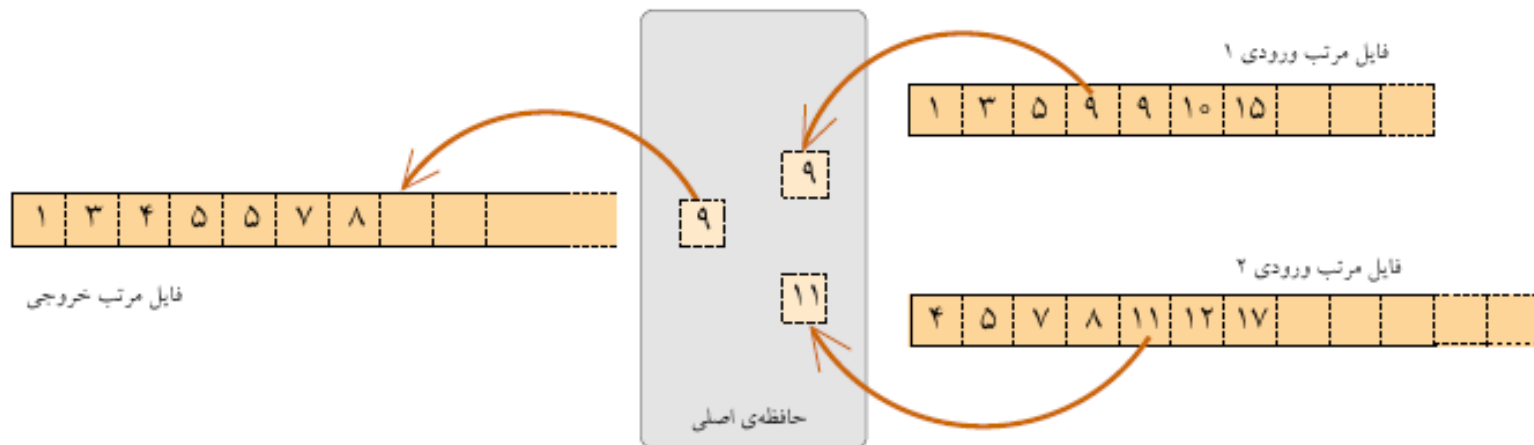 فایل مرتب ورودی ۱
۱ ۳ ۵ ۹ ۹ ۱۰ ۱۵
۹
۹
۱ ۳ ۴ ۵ ۵ ۷ ۸
فایل مرتب خروجی
۱۱
فایل مرتب ورودی ۲
۴ ۵ ۷ ۸ ۱۱ ۱۲ ۱۷
حافظه‌ی اصلی